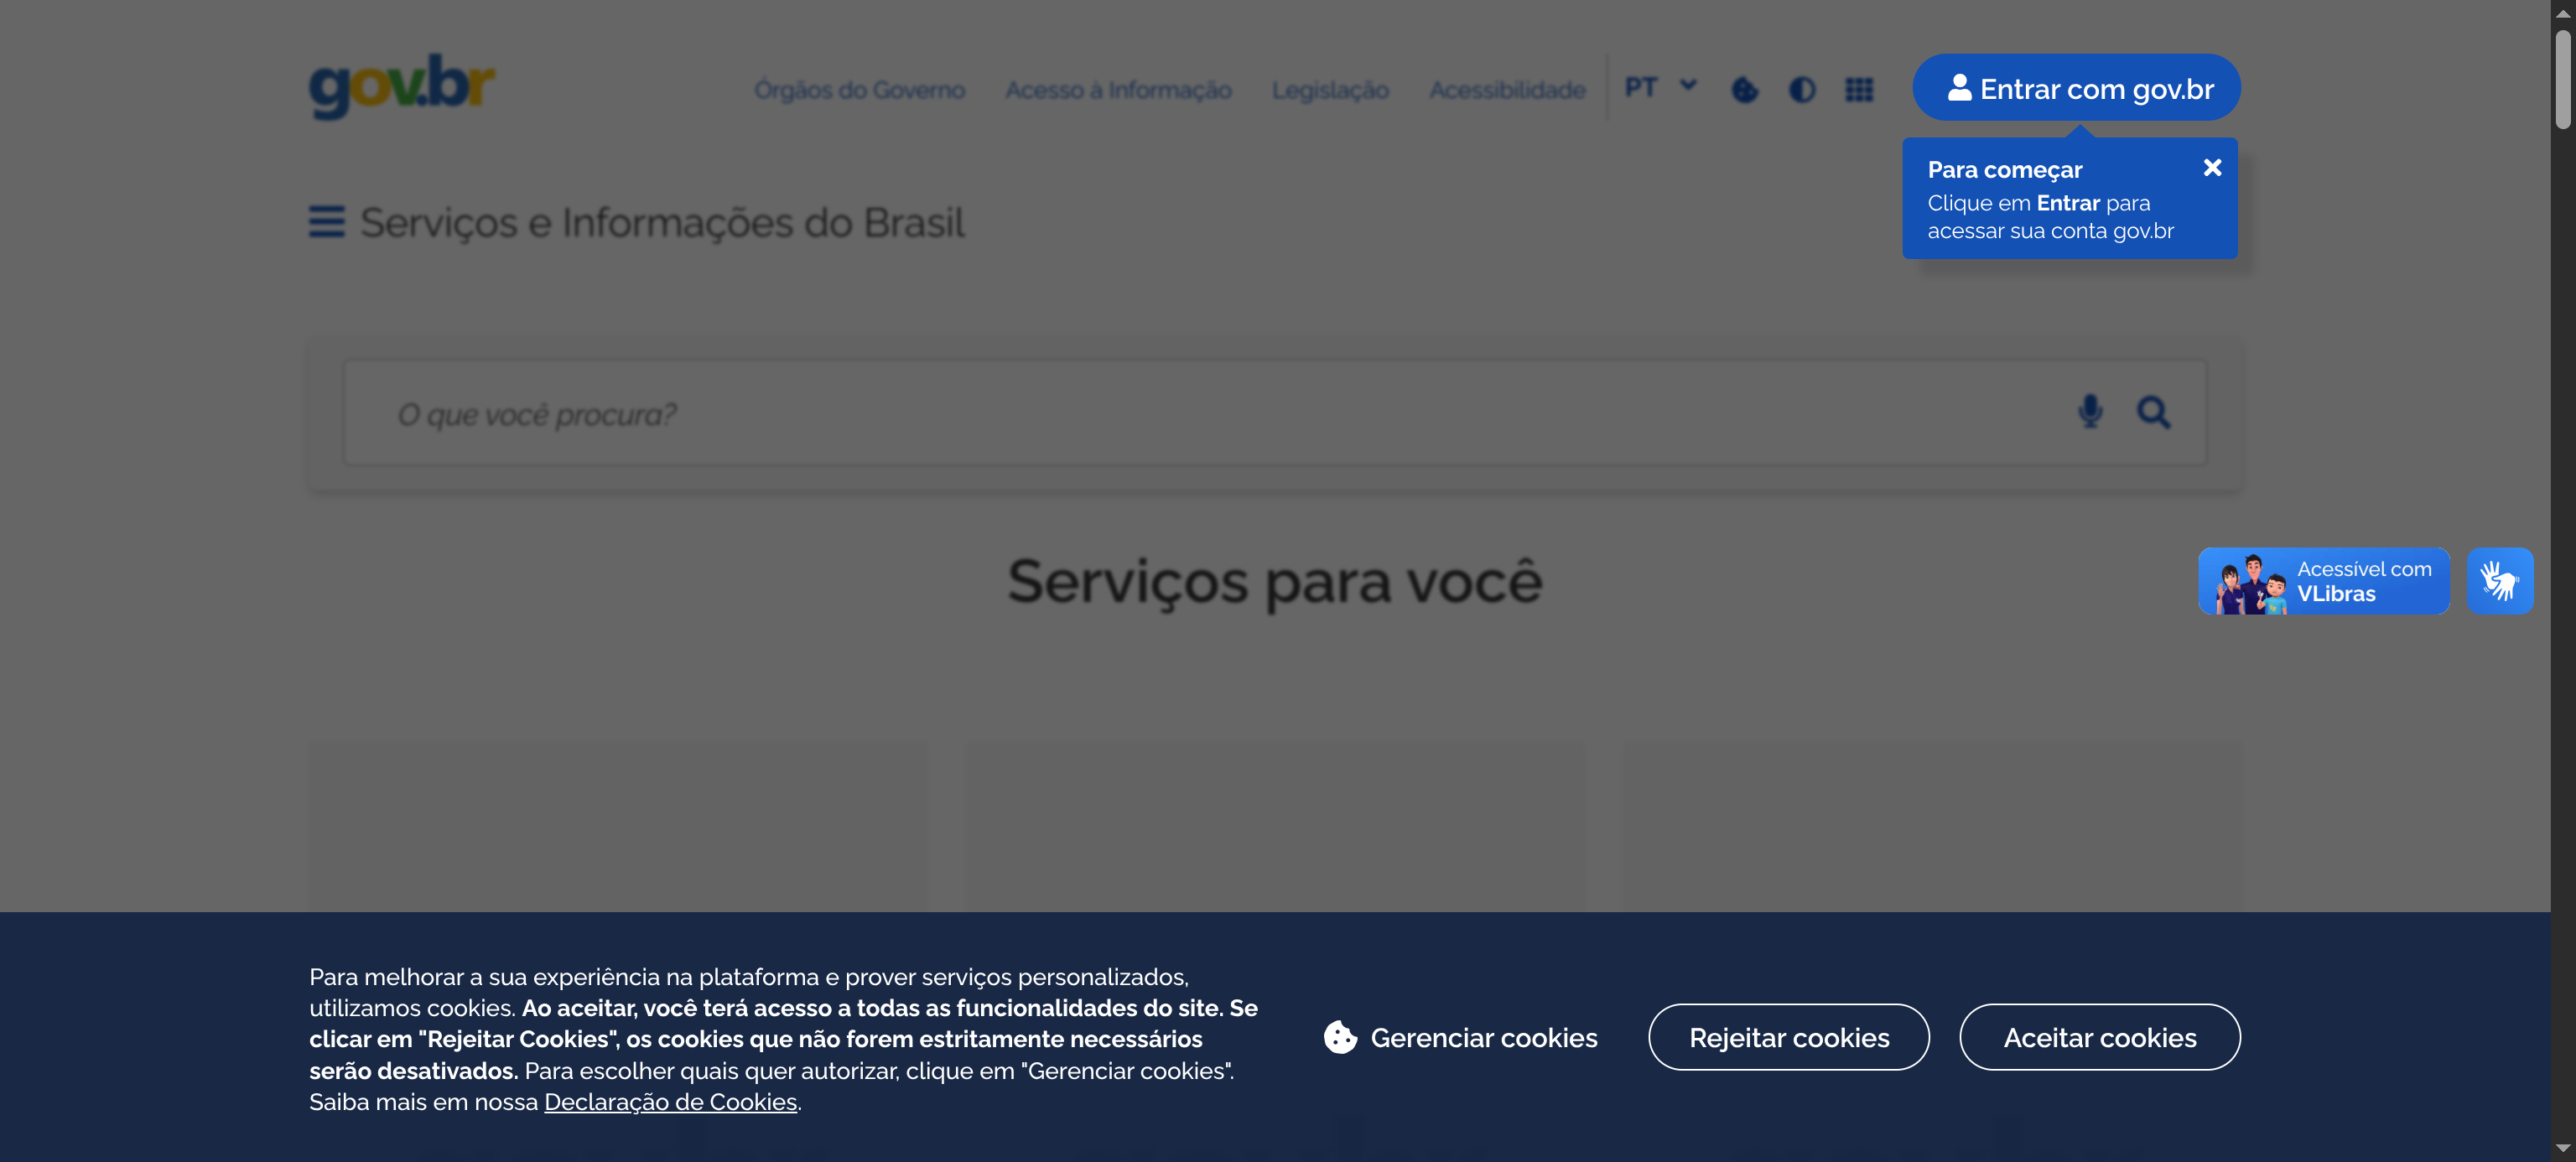 gov.br
Órgãos do Governo
Acesso à Informação
Legislação
Acessibilidade
PT
Entrar com gov.br
Para começar
Clique em Entrar para
acessar sua conta gov.br
Serviços e Informações do Brasil
O que você procura?
Serviços para você
Acessível com
VLibras
Para melhorar a sua experiência na plataforma e prover serviços personalizados,
utilizamos cookies. Ao aceitar, você terá acesso a todas as funcionalidades do site. Se
clicar em "Rejeitar Cookies", os cookies que não forem estritamente necessários
serão desativados. Para escolher quais quer autorizar, clique em "Gerenciar cookies".
Saiba mais em nossa Declaração de Cookies.
Gerenciar cookies
Rejeitar cookies
Aceitar cookies